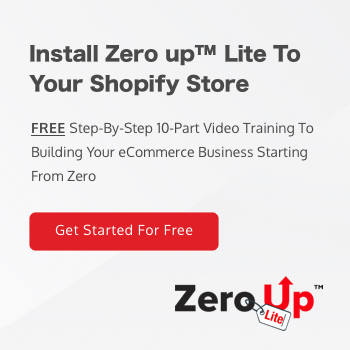 Install Zero up™ Lite To
Your Shopify Store
FREE Step-By-Step 10-Part Video Training To
Building Your eCommerce Business Starting
From Zero
Get Started For Free
Zero Up™
Lite